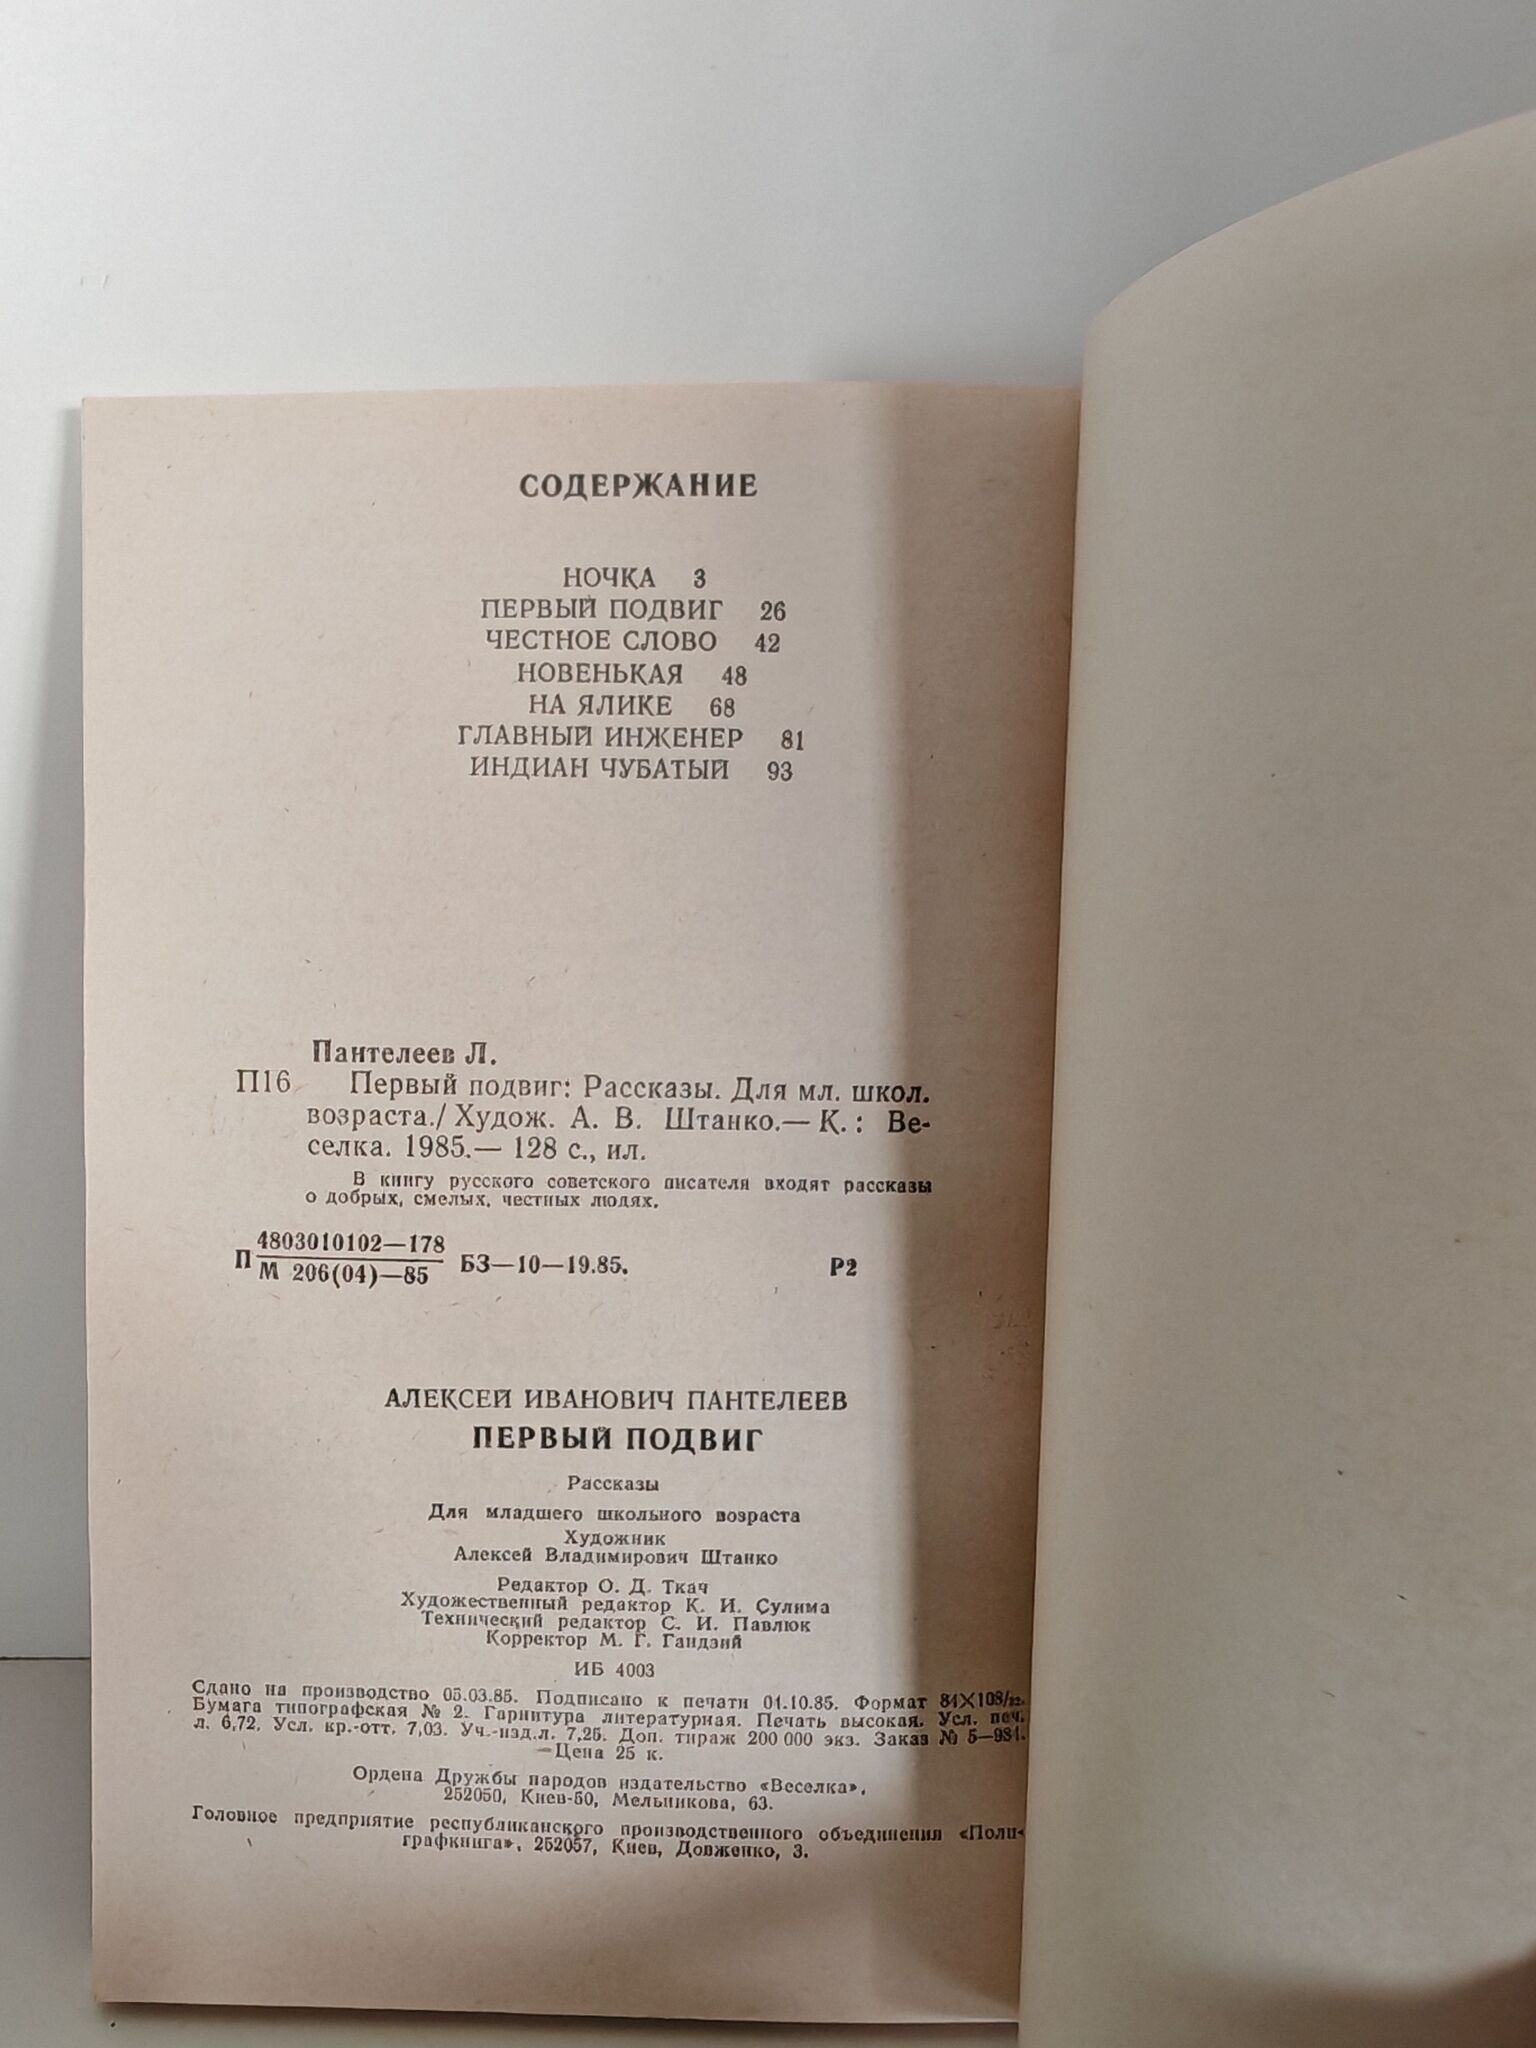 СОДЕРЖАНИЕ
НОЧКА 3
ПЕРВЫЙ ПОДВИГ 26
ЧЕСТНОЕ СЛОВО 42
НОВЕНЬКАЯ 48
НА ЯЛИКЕ 68
ГЛАВНЫЙ ИНЖЕНЕР 81
ИНДИАН ЧУБАТЫЙ 93
Пантелеев Л.
П16 Первый подвиг: Рассказы. Для мл. школ.
возраста./ Худож. А. В. Штанко.— К. : Ве-
селка. 1985.— 128 с., ил.
В книгу русского советского писателя входят рассказы
о добрых, смелых, честных людях.
П 4803010102—178
М 206(04)—85 БЗ—10—19.85. Р2
АЛЕКСЕЙ ИВАНОВИЧ ПАНТЕЛЕЕВ
ПЕРВЫЙ ПОДВИГ
Рассказы
Для младшего школьного возраста
Художник
Алексей Владимирович Штанко
Редактор О. Д. Ткач
Художественный редактор К. И. Сулима
Технический редактор С. И. Павлюк
Корректор М. Г. Гандзий
ИБ 4003
Сдано на производство 05.03.85. Подписано к печати 01.10.85. Формат 84×108/32.
Бумага типографская № 2. Гарнитура литературная. Печать высокая. Усл. печ.
л. 6,72. Усл. кр.-отт. 7,03. Уч.-изд.л. 7,25. Доп. тираж 200 000 экз. Заказ № 5—984.
Цена 25 к.
Ордена Дружбы народов издательство «Веселка»,
252050, Киев-50, Мельникова, 63.
Головное предприятие республиканского производственного объединения «Поли-
графкнига», 252057, Киев, Довженко, 3.